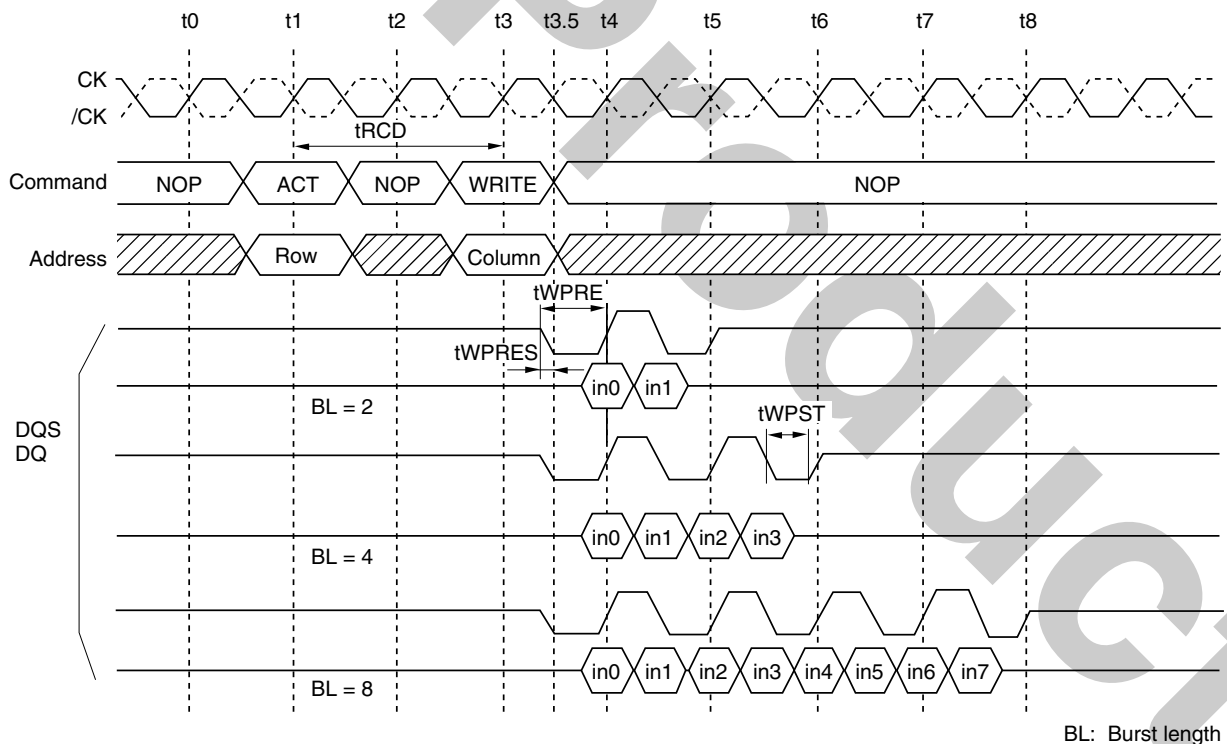 t0 t1 t2 t3 t3.5 t4 t5 t6 t7 t8
CK
/CK
tRCD
Command NOP ACT NOP WRITE NOP
Address Row Column
tWPRE
tWPRES
in0 in1
BL = 2
tWPST
DQS
DQ
in0 in1 in2 in3
BL = 4
in0 in1 in2 in3 in4 in5 in6 in7
BL = 8
BL: Burst length